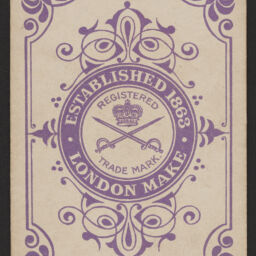 ESTABLISHED 1863
REGISTERED
TRADE MARK
LONDON MAKE